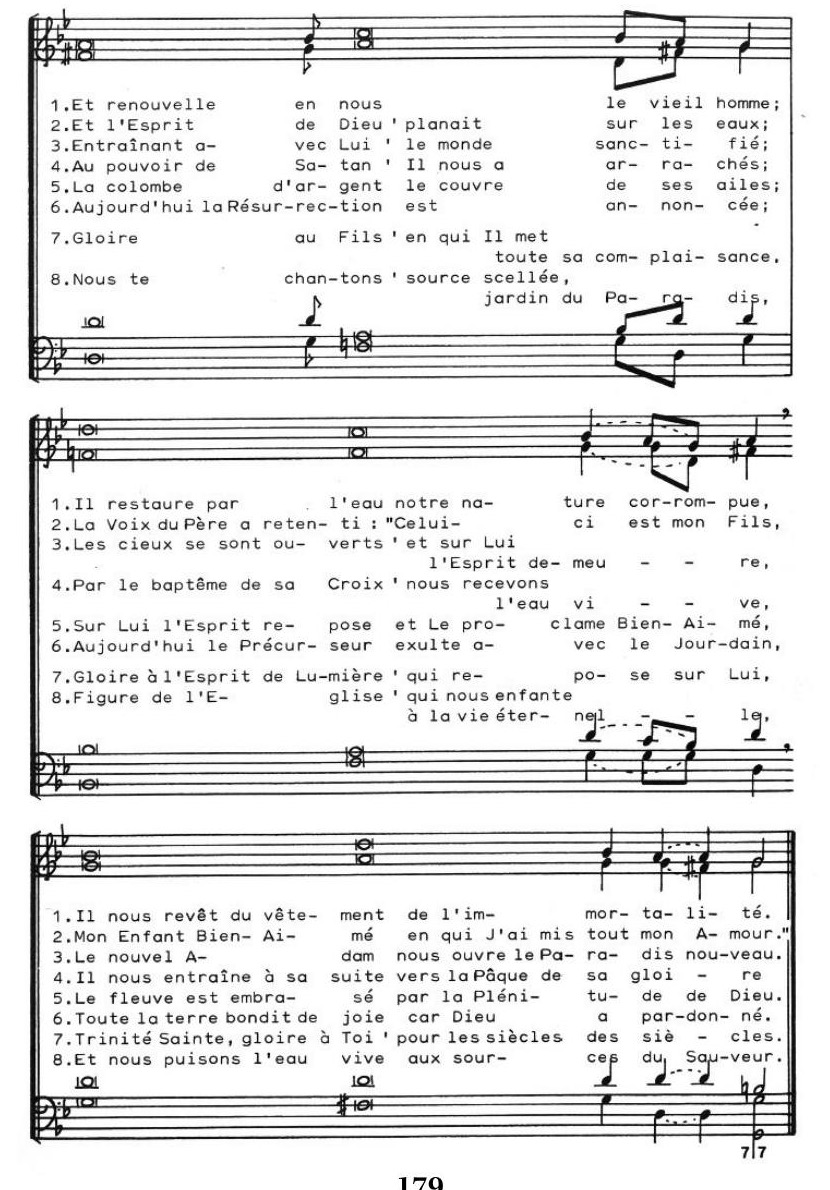 1.Et renouvelle en nous le vieil homme;
2.Et l'Esprit de Dieu ' planait sur les eaux;
3.Entraînant a- vec Lui ' le monde sanc- ti- fié;
4.Au pouvoir de Sa- tan ' Il nous a ar- ra- chés;
5.La colombe d'ar- gent le couvre de ses ailes;
6.Aujourd'hui la Résur-rec-tion est an- non- cée;
7.Gloire au Fils ' en qui Il met
toute sa com- plai- sance.
8.Nous te chan-tons ' source scellée,
jardin du Pa- ra- dis,
1.Il restaure par l'eau notre na- ture cor-rom- pue,
2.La Voix du Père a reten- ti : "Celui- ci est mon Fils,
3.Les cieux se sont ou- verts ' et sur Lui
l'Esprit de- meu - - re,
4.Par le baptême de sa Croix ' nous recevons
l'eau vi - - ve,
5.Sur Lui l'Esprit re- pose et Le pro- clame Bien- Ai- mé,
6.Aujourd'hui le Précur- seur exulte a- vec le Jour-dain,
7.Gloire à l'Esprit de Lu-mière ' qui re- po- se sur Lui,
8.Figure de l'E- glise ' qui nous enfante
à la vie éter- nel - - le,
1.Il nous revêt du vête- ment de l'im- mor- ta- li- té.
2.Mon Enfant Bien- Ai- mé en qui J'ai mis tout mon A- mour."
3.Le nouvel A- dam nous ouvre le Pa- ra- dis nou-veau.
4.Il nous entraîne à sa suite vers la Pâque de sa gloi - re
5.Le fleuve est embra- sé par la Pléni- tu- de de Dieu.
6.Toute la terre bondit de joie car Dieu a par-don- né.
7.Trinité Sainte, gloire à Toi ' pour les siècles des siè - cles.
8.Et nous puisons l'eau vive aux sour- ces du Sau-veur.
7 7
179